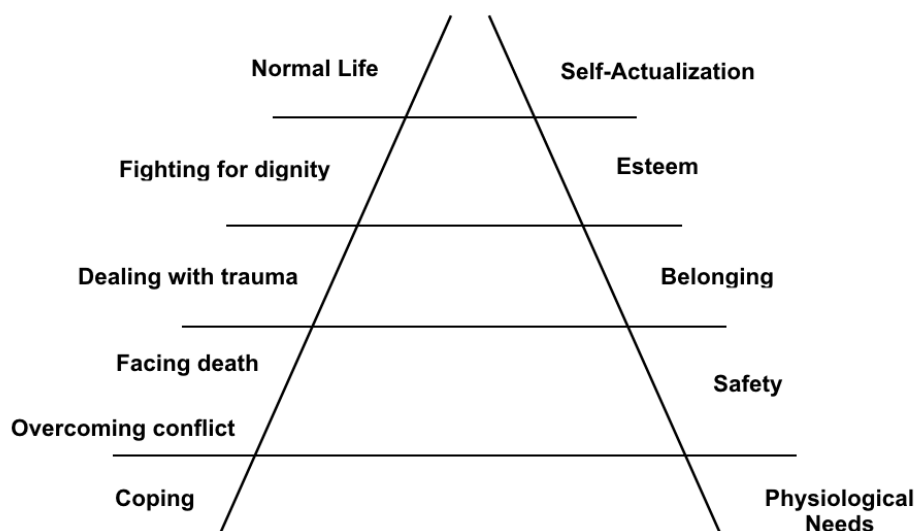 Normal Life
Self-Actualization
Fighting for dignity
Esteem
Dealing with trauma
Belonging
Facing death
Safety
Overcoming conflict
Coping
Physiological
Needs